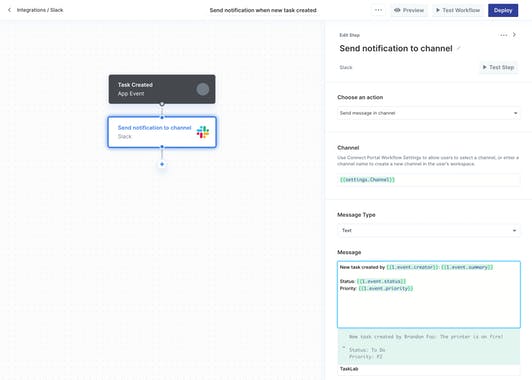 Integrations / Slack
Send notification when new task created
Preview
Test Workflow
Deploy
Task Created
App Event
Send notification to channel
Slack
Edit Step
Send notification to channel
Slack
Test Step
Choose an action
Send message in channel
Channel
Use Connect Portal Workflow Settings to allow users to select a channel, or enter a
channel name to create a new channel in the user's workspace.
{{settings.Channel}}
Message Type
Text
Message
New task created by {{1.event.creator}}: {{1.event.summary}}
Status: {{1.event.status}}
Priority: {{1.event.priority}}
New task created by Brandon Foo: The printer is on fire!
Status: To Do
Priority: P2
TaskLab